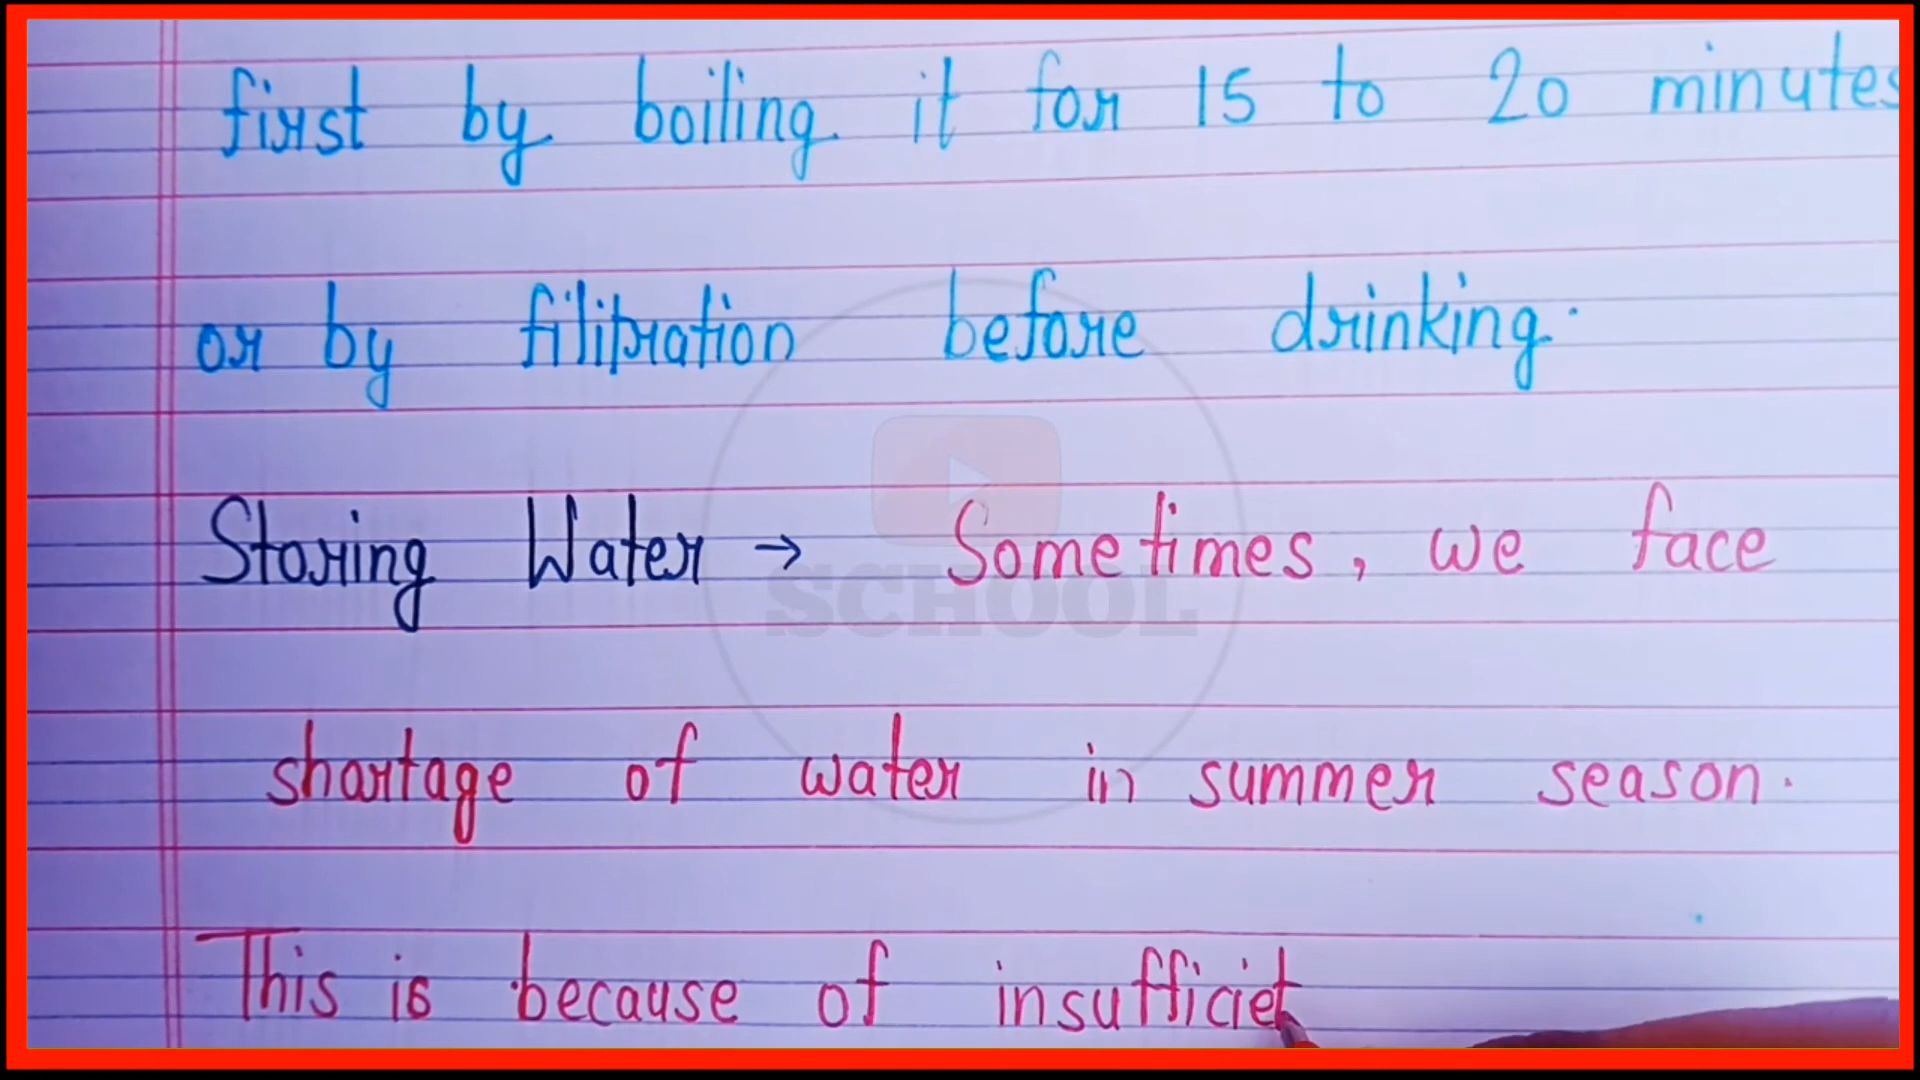 first by boiling it for 15 to 20 minutes
or by filitration before drinking.
Storing Water → Sometimes, we face
SCHOOL
shortage of water in summer season.
This is because of insufficiet